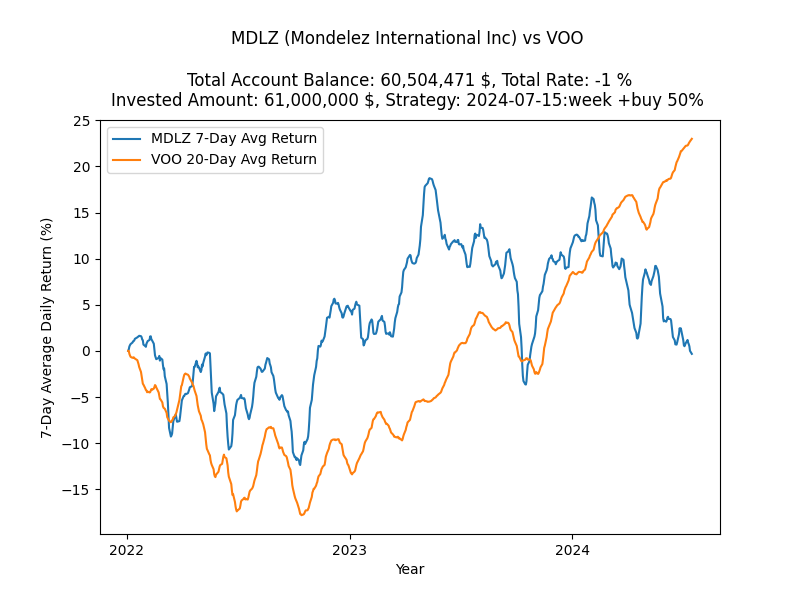 MDLZ (Mondelez International Inc) vs VOO
Total Account Balance: 60,504,471 $, Total Rate: -1 %
Invested Amount: 61,000,000 $, Strategy: 2024-07-15:week +buy 50%
MDLZ 7-Day Avg Return
VOO 20-Day Avg Return
7-Day Average Daily Return (%)
25
20
15
10
5
0
−5
−10
−15
2022
2023
2024
Year